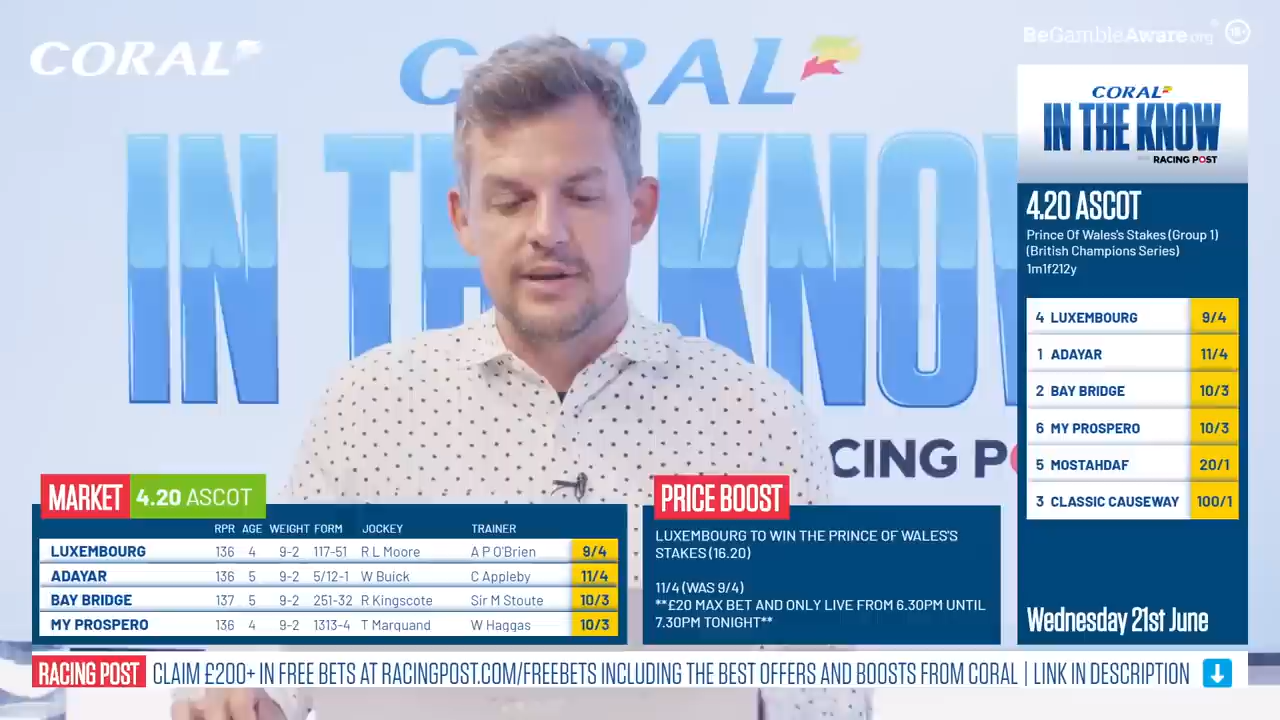 CORAL
CORAL
BeGambleAware.org 18+
IN THE KNOW
CING P
CORAL
IN THE KNOW
RACING POST
4.20 ASCOT
Prince Of Wales's Stakes (Group 1)
(British Champions Series)
1m1f212y
4 LUXEMBOURG 9/4
1 ADAYAR 11/4
2 BAY BRIDGE 10/3
6 MY PROSPERO 10/3
5 MOSTAHDAF 20/1
3 CLASSIC CAUSEWAY 100/1
Wednesday 21st June
MARKET 4.20 ASCOT
RPR AGE WEIGHT FORM JOCKEY TRAINER
LUXEMBOURG 136 4 9-2 117-51 R L Moore A P O'Brien 9/4
ADAYAR 136 5 9-2 5/12-1 W Buick C Appleby 11/4
BAY BRIDGE 137 5 9-2 251-32 R Kingscote Sir M Stoute 10/3
MY PROSPERO 136 4 9-2 1313-4 T Marquand W Haggas 10/3
PRICE BOOST
LUXEMBOURG TO WIN THE PRINCE OF WALES'S
STAKES (16.20)
11/4 (WAS 9/4)
**£20 MAX BET AND ONLY LIVE FROM 6.30PM UNTIL
7.30PM TONIGHT**
RACING POST CLAIM £200+ IN FREE BETS AT RACINGPOST.COM/FREEBETS INCLUDING THE BEST OFFERS AND BOOSTS FROM CORAL | LINK IN DESCRIPTION